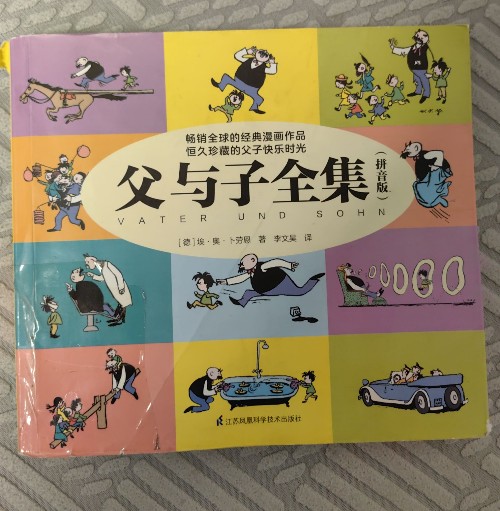 畅销全球的经典漫画作品
恒久珍藏的父子快乐时光
父与子全集
（拼音版）
VATER UND SOHN
［德］埃·奥·卜劳恩 著 李文昊 译
江苏凤凰科学技术出版社